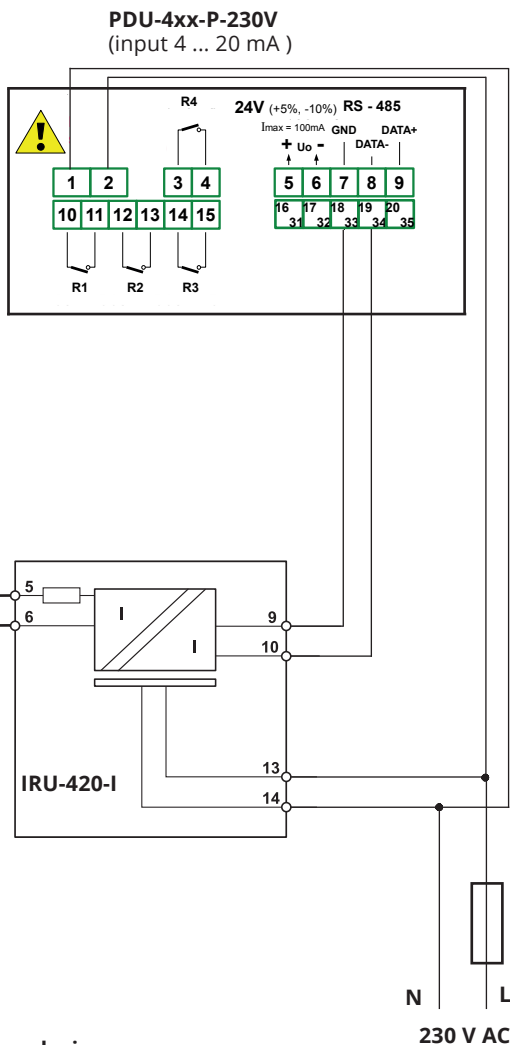 PDU-4xx-P-230V
(input 4 ... 20 mA )
R4
24V (+5%, -10%) RS - 485
Imax = 100mA GND DATA+
+ Uo - DATA-
1 2 3 4 5 6 7 8 9
10 11 12 13 14 15 16 31 17 32 18 33 19 34 20 35
R1 R2 R3
5
6
I
I
9
10
IRU-420-I
13
14
N L
230 V AC